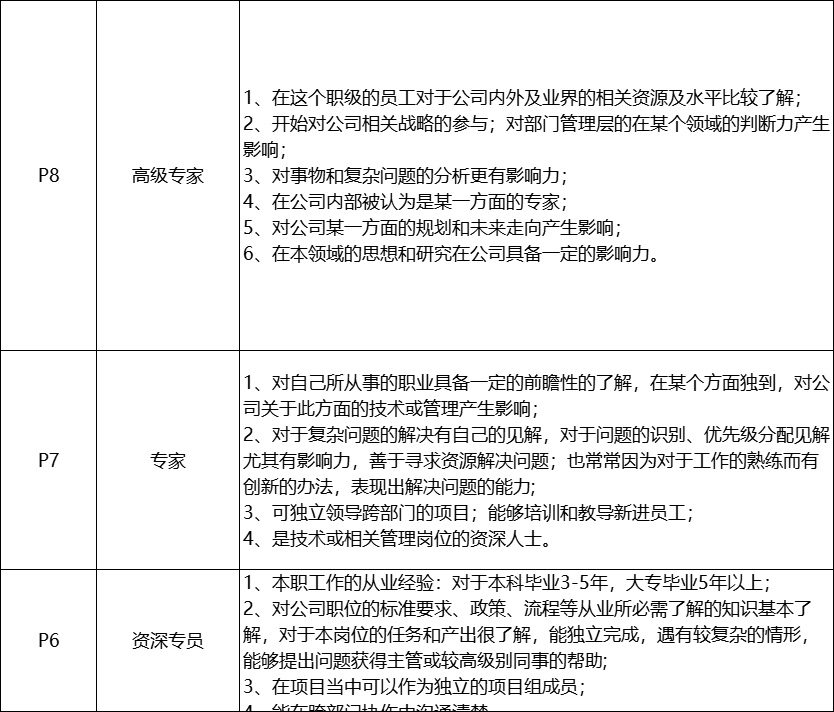 P8
高级专家
1、在这个职级的员工对于公司内外及业界的相关资源及水平比较了解；
2、开始对公司相关战略的参与；对部门管理层的在某个领域的判断力产生
影响；
3、对事物和复杂问题的分析更有影响力；
4、在公司内部被认为是某一方面的专家；
5、对公司某一方面的规划和未来走向产生影响；
6、在本领域的思想和研究在公司具备一定的影响力。
P7
专家
1、对自己所从事的职业具备一定的前瞻性的了解，在某个方面独到，对公
司关于此方面的技术或管理产生影响；
2、对于复杂问题的解决有自己的见解，对于问题的识别、优先级分配见解
尤其有影响力，善于寻求资源解决问题；也常常因为对于工作的熟练而有
创新的办法，表现出解决问题的能力;
3、可独立领导跨部门的项目；能够培训和教导新进员工；
4、是技术或相关管理岗位的资深人士。
P6
资深专员
1、本职工作的从业经验：对于本科毕业3-5年，大专毕业5年以上；
2、对公司职位的标准要求、政策、流程等从业所必需了解的知识基本了
解，对于本岗位的任务和产出很了解，能独立完成，遇有较复杂的情形，
能够提出问题获得主管或较高级别同事的帮助;
3、在项目当中可以作为独立的项目组成员；
4、能在跨部门协作中沟通清楚